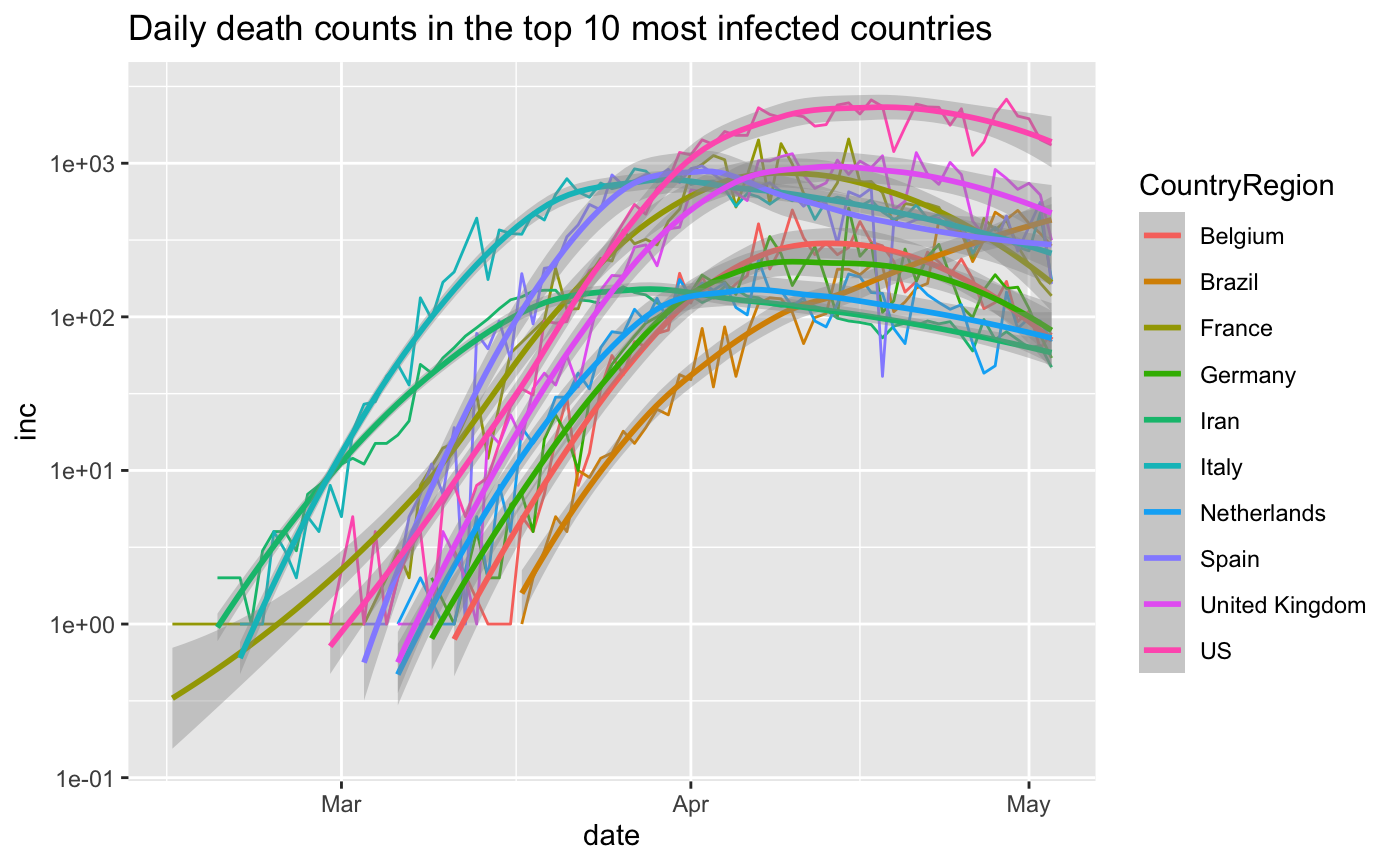 Daily death counts in the top 10 most infected countries
inc
1e+03
1e+02
1e+01
1e+00
1e-01
Mar
Apr
May
date
CountryRegion
Belgium
Brazil
France
Germany
Iran
Italy
Netherlands
Spain
United Kingdom
US